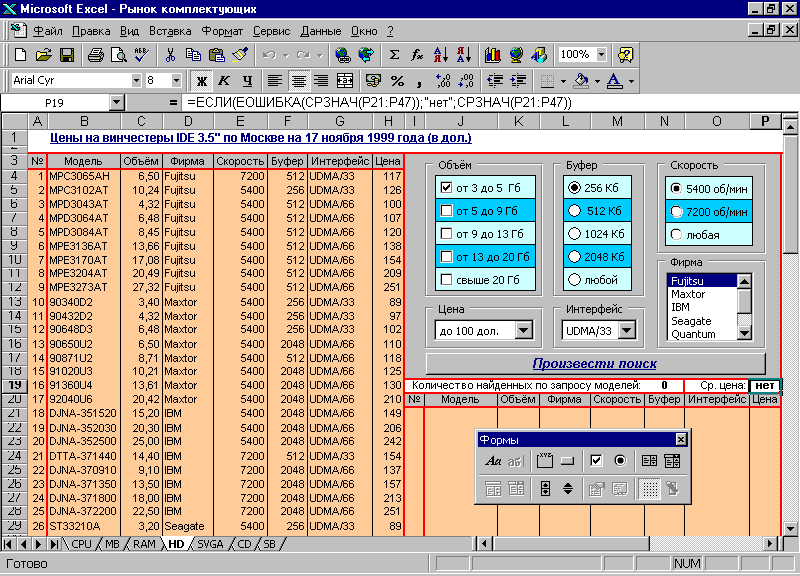 Microsoft Excel - Рынок комплектующих
Файл Правка Вид Вставка Формат Сервис Данные Окно ?
100%
Arial Cyr 8 Ж К Ч
P19 = =ЕСЛИ(ЕОШИБКА(СРЗНАЧ(P21:P47));"нет";СРЗНАЧ(P21:P47))
A B C D E F G H I J K L M N O P
1 Цены на винчестеры IDE 3.5" по Москве на 17 ноября 1999 года (в дол.)
3 № Модель Объём Фирма Скорость Буфер Интерфейс Цена
4 1 MPC3065AH 6,50 Fujitsu 7200 512 UDMA/33 117
5 2 MPC3102AT 10,24 Fujitsu 5400 256 UDMA/33 126
6 3 MPD3043AT 4,32 Fujitsu 5400 512 UDMA/33 100
7 4 MPD3064AT 6,48 Fujitsu 5400 512 UDMA/33 107
8 5 MPD3084AT 8,45 Fujitsu 5400 512 UDMA/33 120
9 6 MPE3136AT 13,66 Fujitsu 5400 512 UDMA/66 138
10 7 MPE3170AT 17,08 Fujitsu 5400 512 UDMA/66 154
11 8 MPE3204AT 20,49 Fujitsu 5400 512 UDMA/66 209
12 9 MPE3273AT 27,32 Fujitsu 5400 512 UDMA/66 251
13 10 90340D2 3,40 Maxtor 5400 256 UDMA/33 89
14 11 90432D2 4,32 Maxtor 5400 256 UDMA/33 97
15 12 90648D3 6,48 Maxtor 5400 256 UDMA/33 102
16 13 90650U2 6,50 Maxtor 5400 2048 UDMA/66 110
17 14 90871U2 8,71 Maxtor 5400 512 UDMA/66 118
18 15 91020U3 10,21 Maxtor 5400 512 UDMA/66 125
19 16 91360U4 13,61 Maxtor 5400 512 UDMA/66 130
20 17 92040U6 20,42 Maxtor 5400 512 UDMA/66 210
21 18 DJNA-351520 15,20 IBM 5400 512 UDMA/66 149
22 19 DJNA-352030 20,30 IBM 5400 2048 UDMA/66 206
23 20 DJNA-352500 25,00 IBM 5400 2048 UDMA/66 242
24 21 DTTA-371440 14,40 IBM 7200 512 UDMA/33 154
25 22 DJNA-370910 9,10 IBM 7200 2048 UDMA/66 137
26 23 DJNA-371350 13,50 IBM 7200 2048 UDMA/66 157
27 24 DJNA-371800 18,00 IBM 7200 2048 UDMA/66 213
28 25 DJNA-372200 22,50 IBM 7200 2048 UDMA/66 251
29 26 ST33210A 3,20 Seagate 5400 256 UDMA/33 89
Объём
от 3 до 5 Гб
от 5 до 9 Гб
от 9 до 13 Гб
от 13 до 20 Гб
свыше 20 Гб
Буфер
256 Кб
512 Кб
1024 Кб
2048 Кб
любой
Скорость
5400 об/мин
7200 об/мин
любая
Фирма
Fujitsu
Maxtor
IBM
Seagate
Quantum
Цена
до 100 дол.
Интерфейс
UDMA/33
Произвести поиск
Количество найденных по запросу моделей: 0 Ср. цена: нет
№ Модель Объём Фирма Скорость Буфер Интерфейс Цена
Формы
Aa аб
CPU MB RAM HD SVGA CD SB
Готово NUM